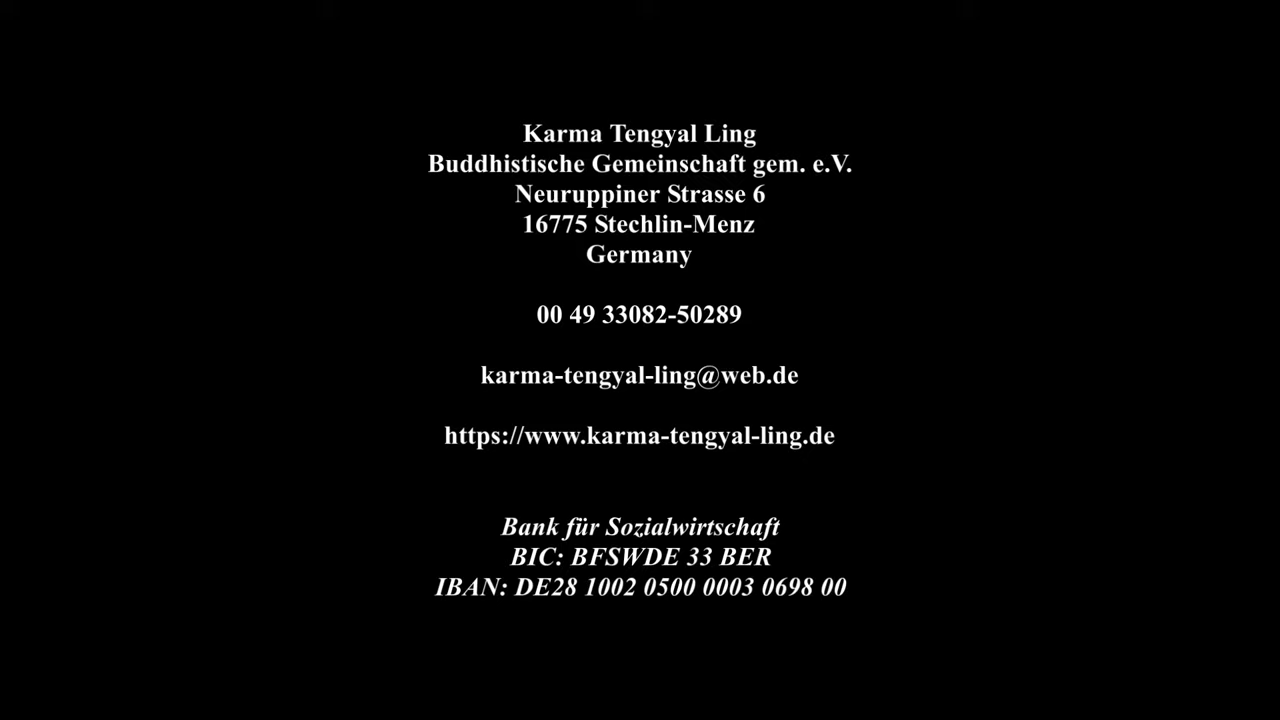 Karma Tengyal Ling
Buddhistische Gemeinschaft gem. e.V.
Neuruppiner Strasse 6
16775 Stechlin-Menz
Germany
00 49 33082-50289
karma-tengyal-ling@web.de
https://www.karma-tengyal-ling.de
Bank für Sozialwirtschaft
BIC: BFSWDE 33 BER
IBAN: DE28 1002 0500 0003 0698 00